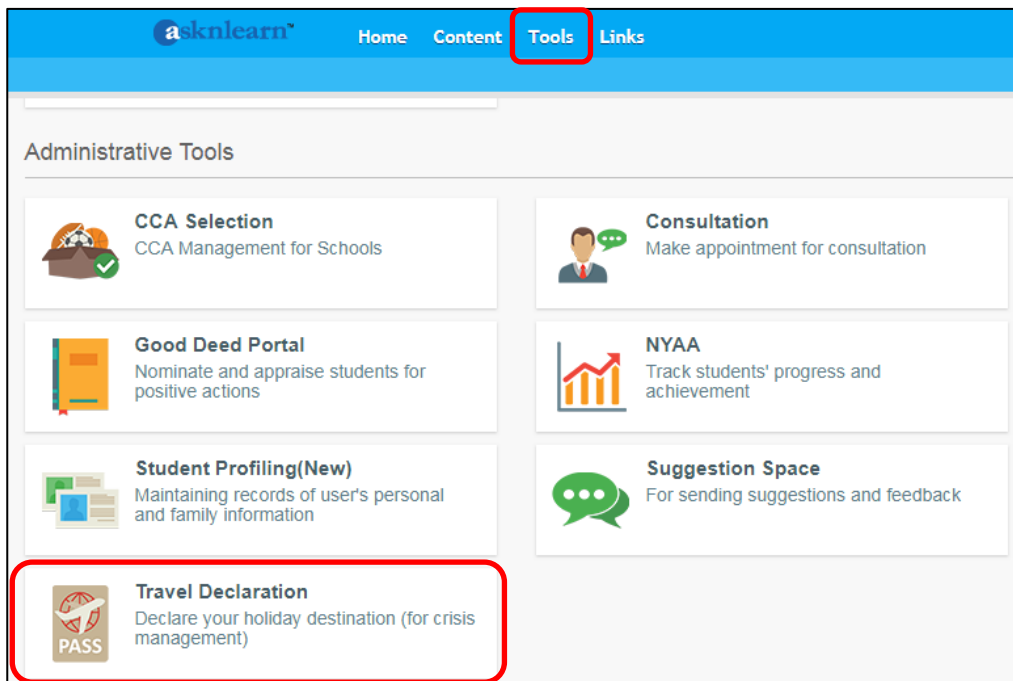 asknlearn™ Home Content Tools Links
Administrative Tools
CCA Selection
CCA Management for Schools
Consultation
Make appointment for consultation
Good Deed Portal
Nominate and appraise students for
positive actions
NYAA
Track students' progress and
achievement
Student Profiling(New)
Maintaining records of user's personal
and family information
Suggestion Space
For sending suggestions and feedback
PASS
Travel Declaration
Declare your holiday destination (for crisis
management)